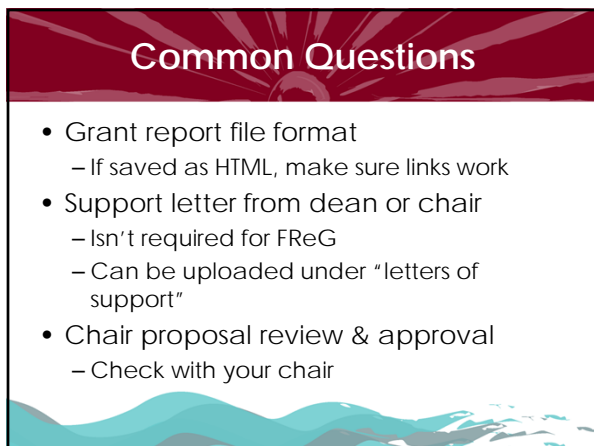 Common Questions
• Grant report file format
– If saved as HTML, make sure links work
• Support letter from dean or chair
– Isn't required for FReG
– Can be uploaded under "letters of
support"
• Chair proposal review & approval
– Check with your chair